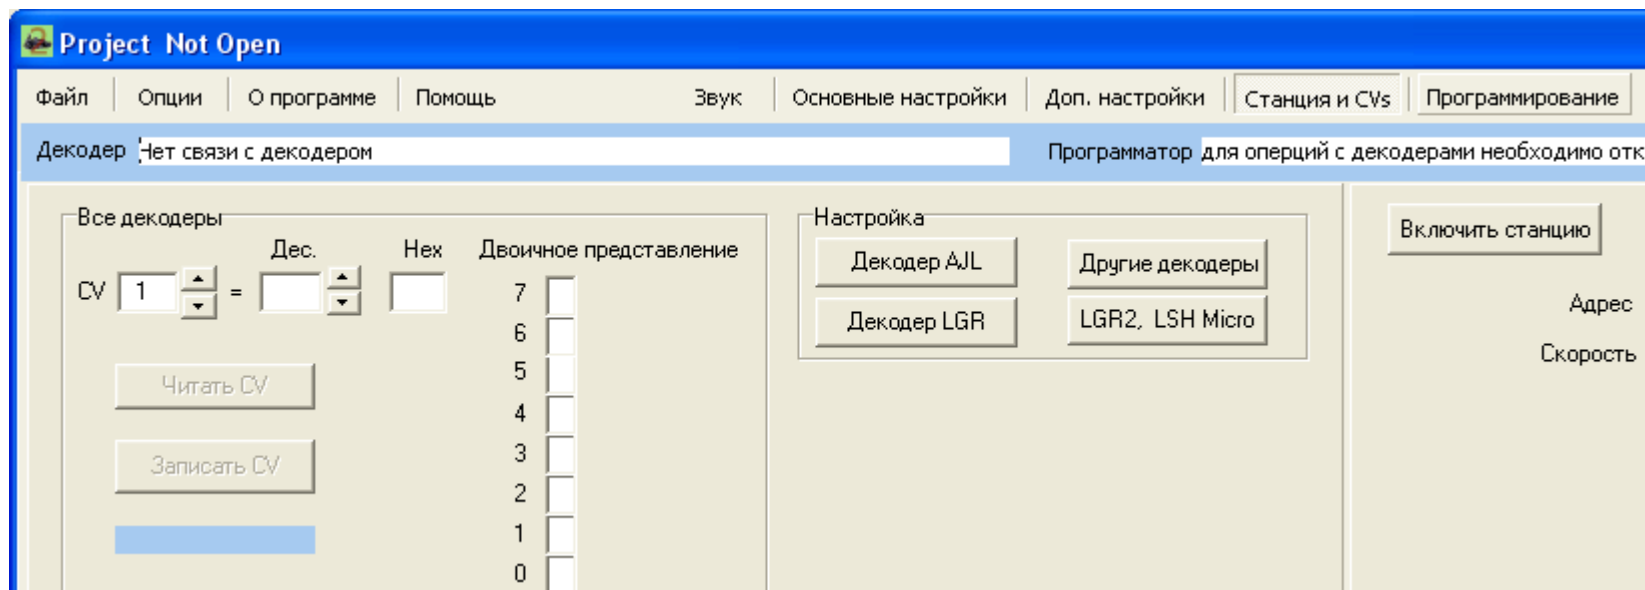 Project Not Open
Файл Опции О программе Помощь Звук Основные настройки Доп. настройки Станция и CVs Программирование
Декодер Нет связи с декодером Программатор для оперций с декодерами необходимо отк
Все декодеры Настройка
Включить станцию
Дес. Hex Двоичное представление
Декодер AJL Другие декодеры
CV 1 =
7
Адрес
Декодер LGR LGR2, LSH Micro
6
Скорость
5
Читать CV
4
3
Записать CV
2
1
0